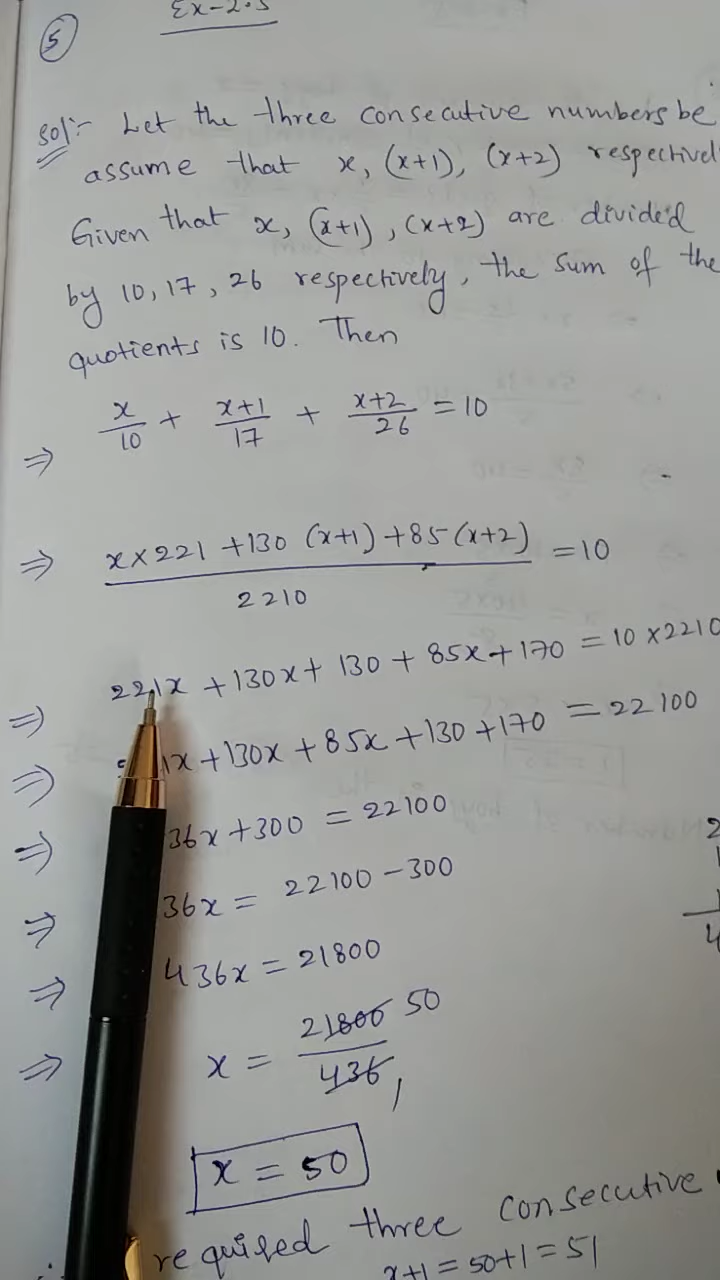 Ex-2.5
5
Sol:- Let the three consecutive numbers be
assume that x, (x+1), (x+2)
Given that x, (x+1), (x+2) are divided
by 10, 17, 26 respectively, the sum of the
quotients is 10. Then
⇒ x/10 + x+1/17 + x+2/26 = 10
⇒ x×221 +130 (x+1) +85(x+2) / 2210 = 10
⇒ 221x +130x+ 130 + 85x+170 = 10 ×2210
⇒ 1x +130x +85x +130 +170 = 22100
⇒ 36x +300 = 22100
⇒ 36x = 22100 -300
⇒ 436x = 21800
⇒ x = 21800/436 50 1
x = 50
required three consecutive
x+1 = 50+1 = 51